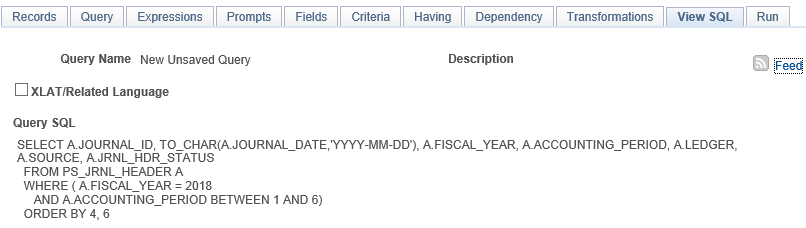 Records Query Expressions Prompts Fields Criteria Having Dependency Transformations View SQL Run
Query Name New Unsaved Query Description
Feed
XLAT/Related Language
Query SQL
SELECT A.JOURNAL_ID, TO_CHAR(A.JOURNAL_DATE,'YYYY-MM-DD'), A.FISCAL_YEAR, A.ACCOUNTING_PERIOD, A.LEDGER,
A.SOURCE, A.JRNL_HDR_STATUS
FROM PS_JRNL_HEADER A
WHERE ( A.FISCAL_YEAR = 2018
AND A.ACCOUNTING_PERIOD BETWEEN 1 AND 6)
ORDER BY 4, 6